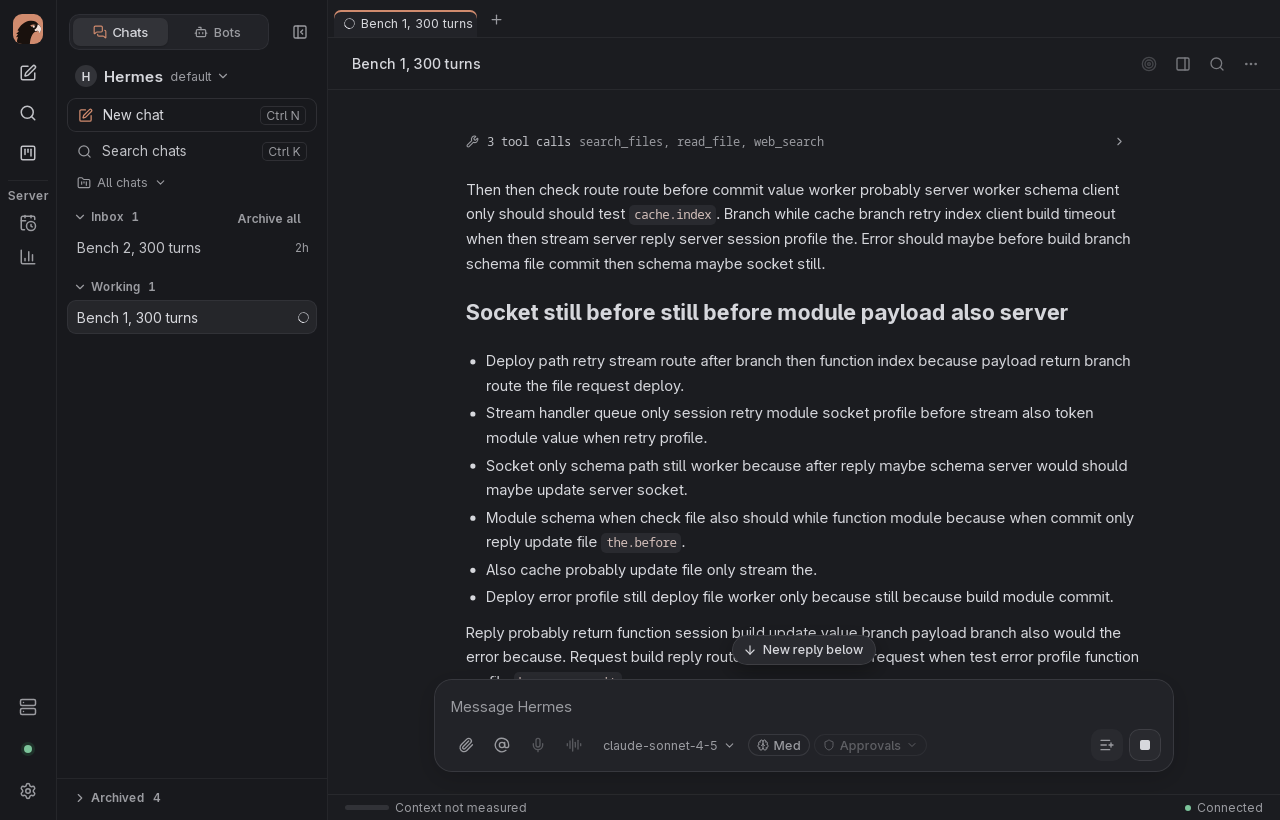 Chats
Bots
Bench 1, 300 turns
H Hermes default
Bench 1, 300 turns
New chat Ctrl N
Search chats Ctrl K
All chats
Server
Inbox 1 Archive all
Bench 2, 300 turns 2h
Working 1
Bench 1, 300 turns
3 tool calls search_files, read_file, web_search
Then then check route route before commit value worker probably server worker schema client
only should should test cache.index. Branch while cache branch retry index client build timeout
when then stream server reply server session profile the. Error should maybe before build branch
schema file commit then schema maybe socket still.
Socket still before still before module payload also server
Deploy path retry stream route after branch then function index because payload return branch
route the file request deploy.
Stream handler queue only session retry module socket profile before stream also token
module value when retry profile.
Socket only schema path still worker because after reply maybe schema server would should
maybe update server socket.
Module schema when check file also should while function module because when commit only
reply update file the.before.
Also cache probably update file only stream the.
Deploy error profile still deploy file worker only because still because build module commit.
Reply probably return function session build update value branch payload branch also would the
error because. Request build reply request when test error profile function
New reply below
Message Hermes
claude-sonnet-4-5 Med Approvals
Archived 4
Context not measured
Connected